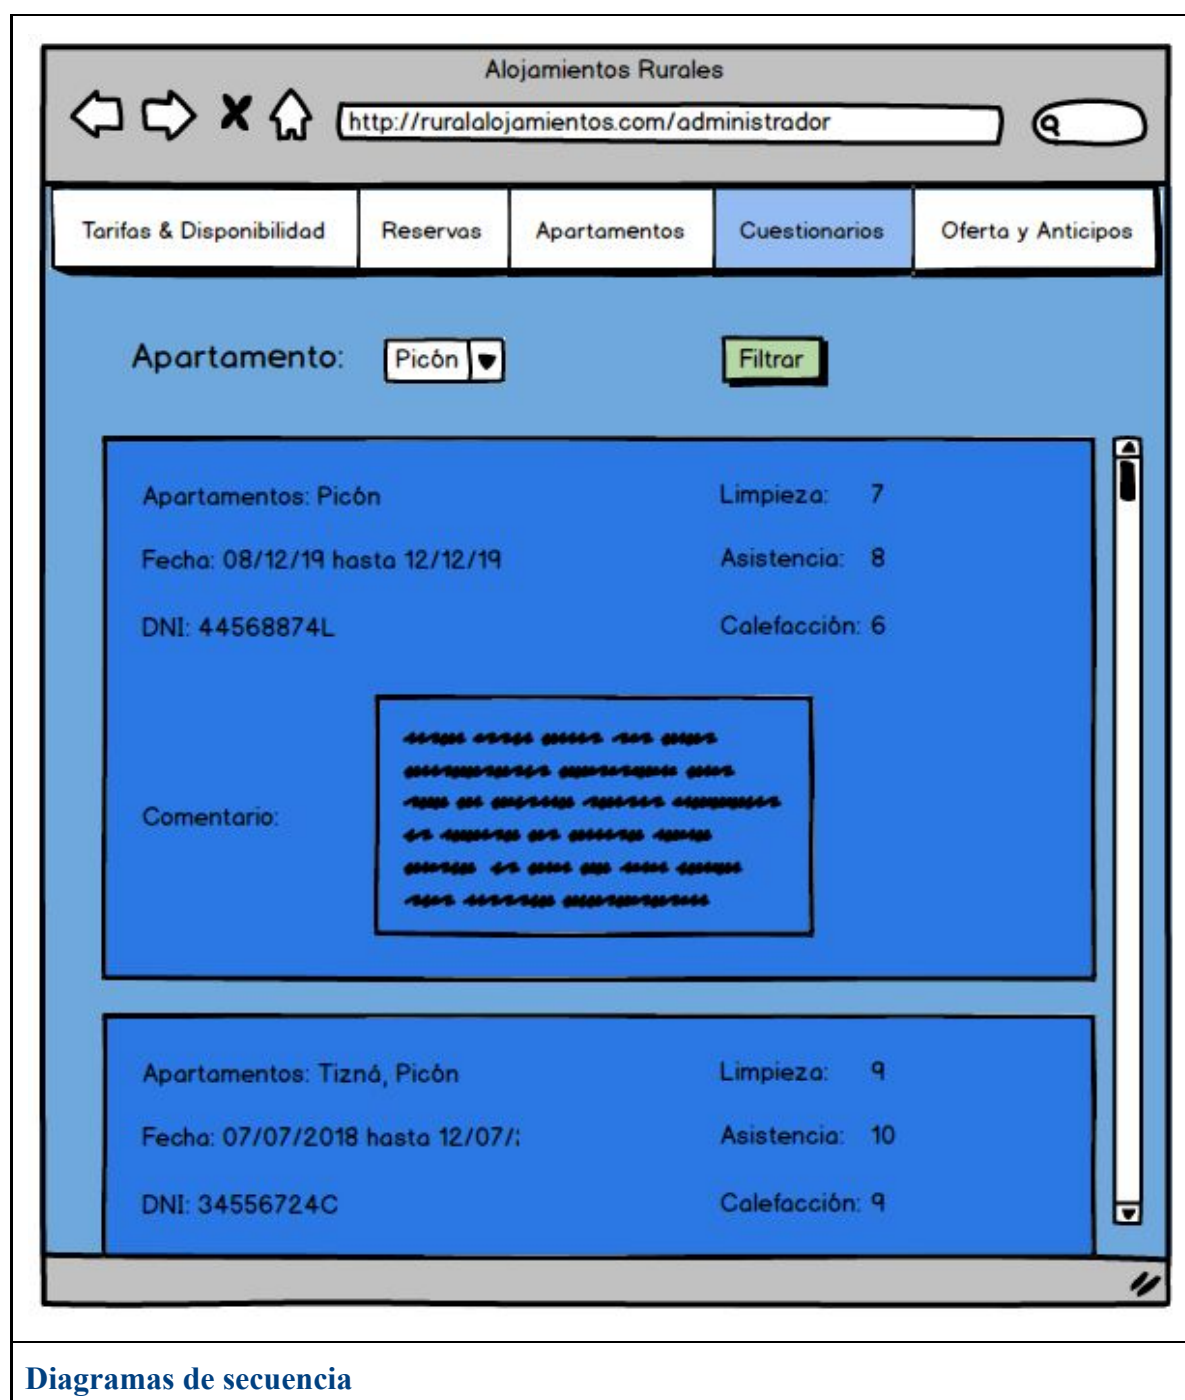 Alojamientos Rurales
http://ruralalojamientos.com/administrador
Tarifas & Disponibilidad Reservas Apartamentos Cuestionarios Oferta y Anticipos
Apartamento: Picón Filtrar
Apartamentos: Picón Limpieza: 7
Fecha: 08/12/19 hasta 12/12/19 Asistencia: 8
DNI: 44568874L Calefacción: 6
Comentario:
Apartamentos: Tizná, Picón Limpieza: 9
Fecha: 07/07/2018 hasta 12/07/ Asistencia: 10
DNI: 34556724C Calefacción: 9
Diagramas de secuencia